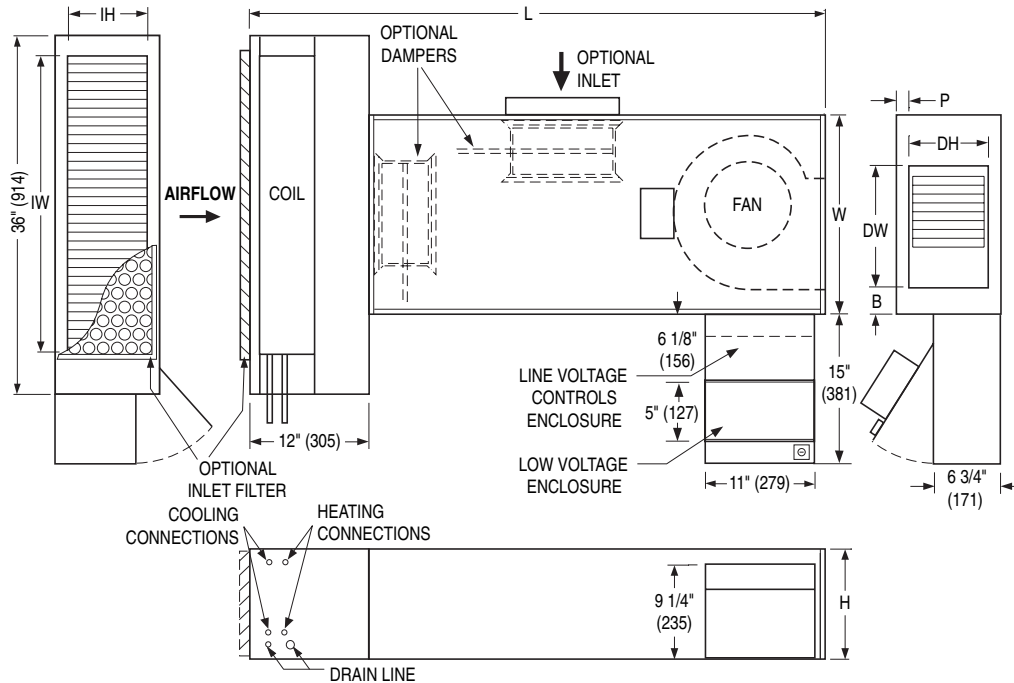 IH
L
OPTIONAL
DAMPERS
OPTIONAL
INLET
P
DH
36" (914)
IW
AIRFLOW
COIL
FAN
W
DW
B
6 1/8"
(156)
15"
(381)
LINE VOLTAGE
CONTROLS
ENCLOSURE
5" (127)
LOW VOLTAGE
ENCLOSURE
12" (305)
11" (279)
6 3/4"
(171)
OPTIONAL
INLET FILTER
COOLING
CONNECTIONS
HEATING
CONNECTIONS
9 1/4"
(235)
H
DRAIN LINE